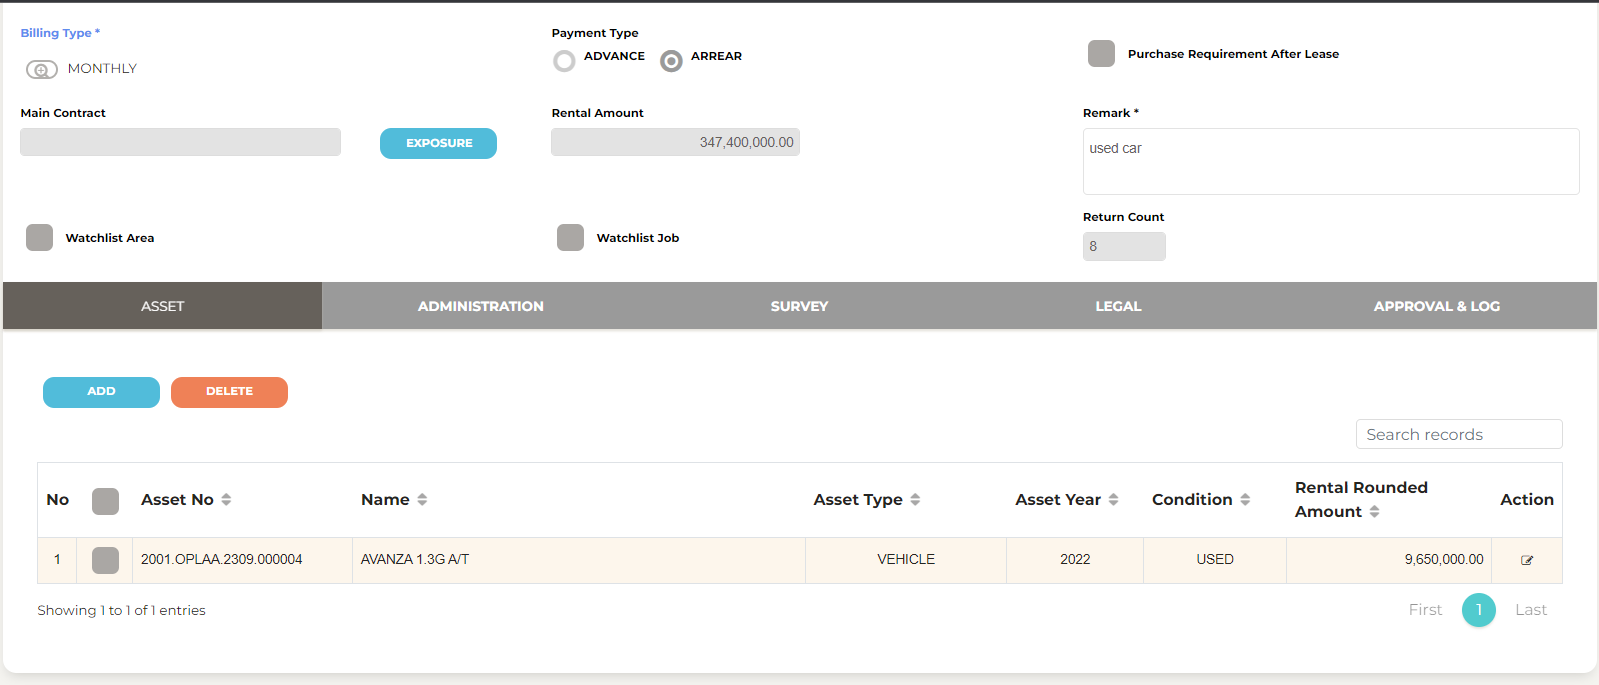 Billing Type *
MONTHLY
Payment Type
ADVANCE
ARREAR
Purchase Requirement After Lease
Main Contract
EXPOSURE
Rental Amount
347,400,000.00
Remark *
used car
Watchlist Area
Watchlist Job
Return Count
8
ASSET
ADMINISTRATION
SURVEY
LEGAL
APPROVAL & LOG
ADD
DELETE
Search records
No
Asset No
Name
Asset Type
Asset Year
Condition
Rental Rounded
Amount
Action
1
2001.OPLAA.2309.000004
AVANZA 1.3G A/T
VEHICLE
2022
USED
9,650,000.00
Showing 1 to 1 of 1 entries
First
1
Last